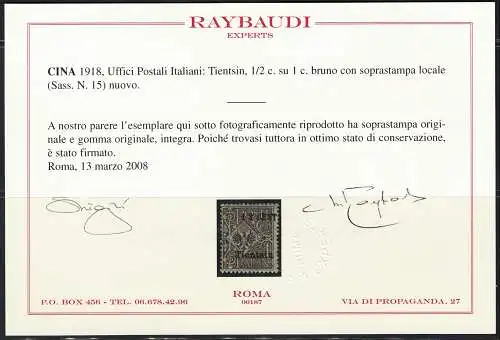 RAYBAUDI
EXPERTS
CINA 1918, Uffici Postali Italiani: Tientsin, 1/2 c. su 1 c. bruno con soprastampa locale
(Sass. N. 15) nuovo.
A nostro parere l'esemplare qui sotto fotograficamente riprodotto ha soprastampa origi-
nale e gomma originale, integra. Poiché trovasi tuttora in ottimo stato di conservazione,
è stato firmato.
Roma, 13 marzo 2008
Tientsin
P.O. BOX 456 - TEL. 06.678.42.96
ROMA
00187
VIA DI PROPAGANDA, 27